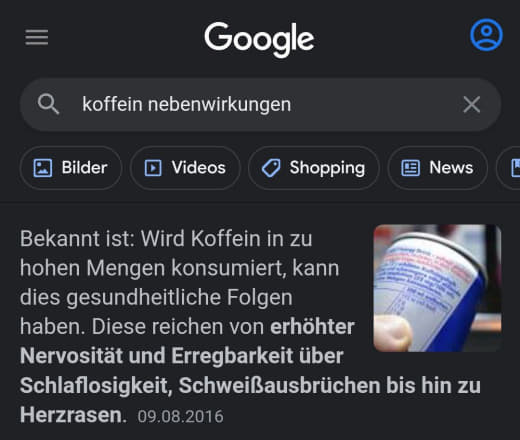 Google
koffein nebenwirkungen
Bilder
Videos
Shopping
News
Bekannt ist: Wird Koffein in zu
hohen Mengen konsumiert, kann
dies gesundheitliche Folgen
haben. Diese reichen von erhöhter
Nervosität und Erregbarkeit über
Schlaflosigkeit, Schweißausbrüchen bis hin zu
Herzrasen. 09.08.2016